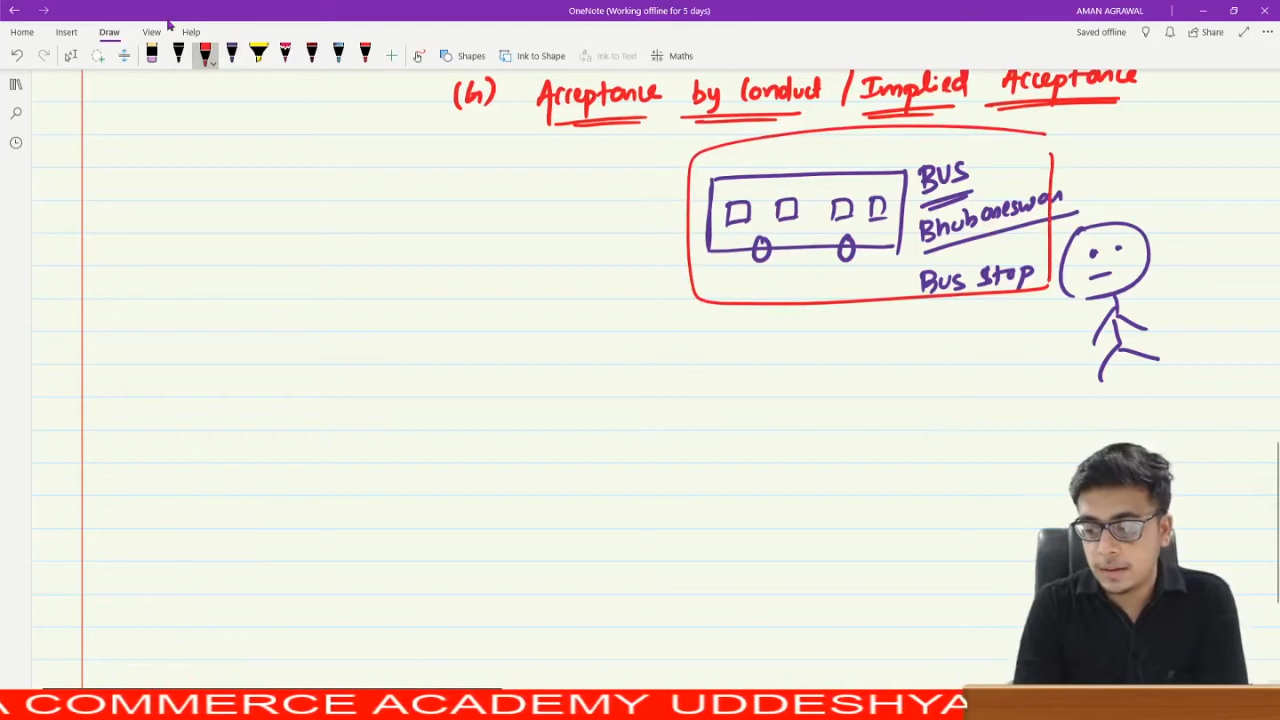 OneNote (Working offline for 5 days)
AMAN AGRAWAL
Home Insert Draw View Help
Saved offline
Share
Shapes
Ink to Shape
Ink to Text
Maths
(G) Acceptance by Conduct / Implied Acceptance
BUS
Bhubaneswar
Bus Stop
A COMMERCE ACADEMY UDDESHYA